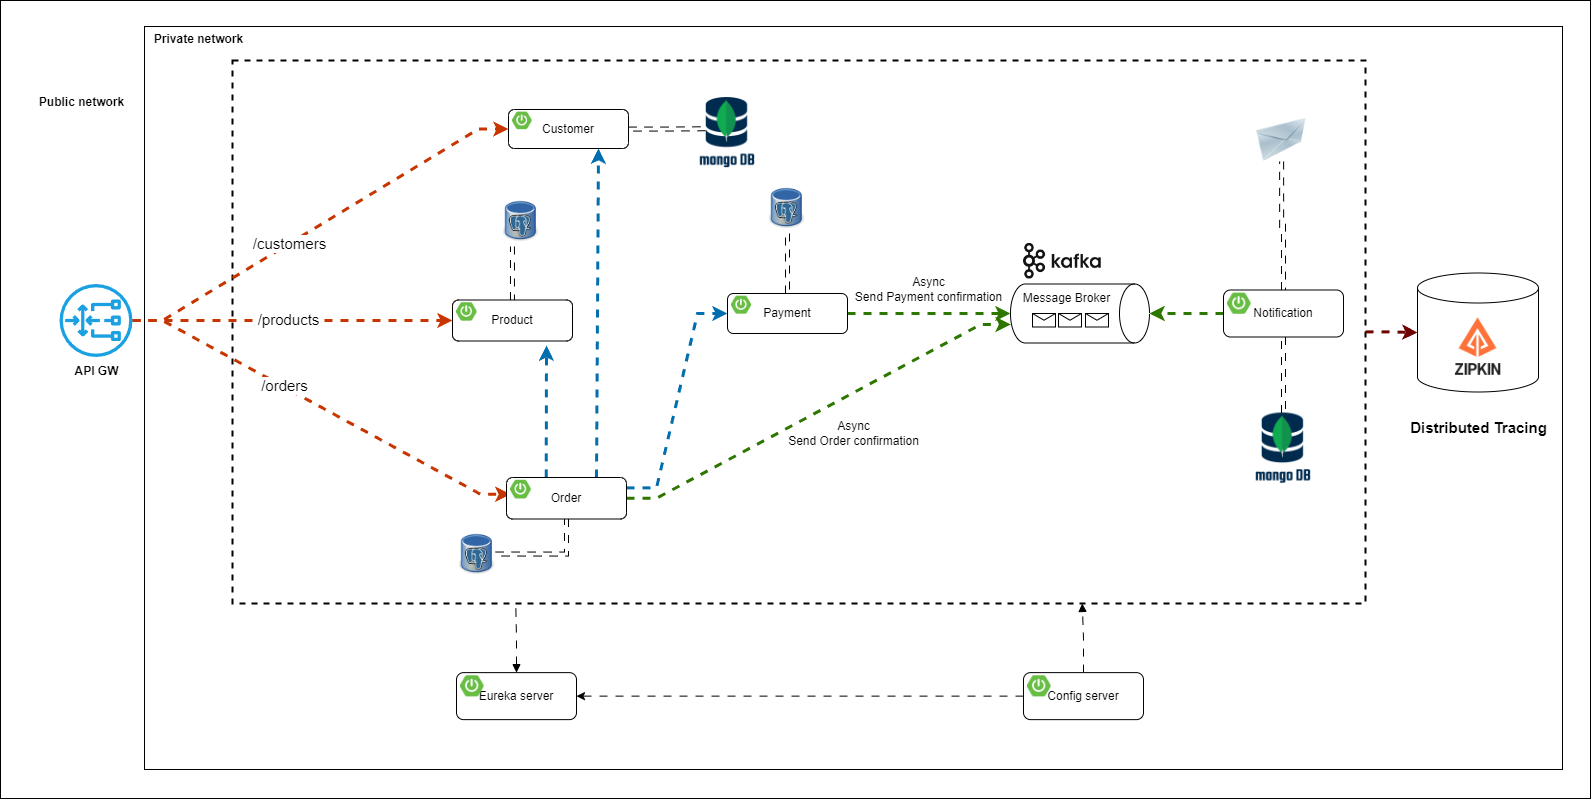 Private network
Public network
Customer
mongo DB
/customers
kafka
Async
Send Payment confirmation
Message Broker
/products
Product
Payment
Notification
API GW
ZIPKIN
/orders
Distributed Tracing
Async
Send Order confirmation
mongo DB
Order
Eureka server
Config server